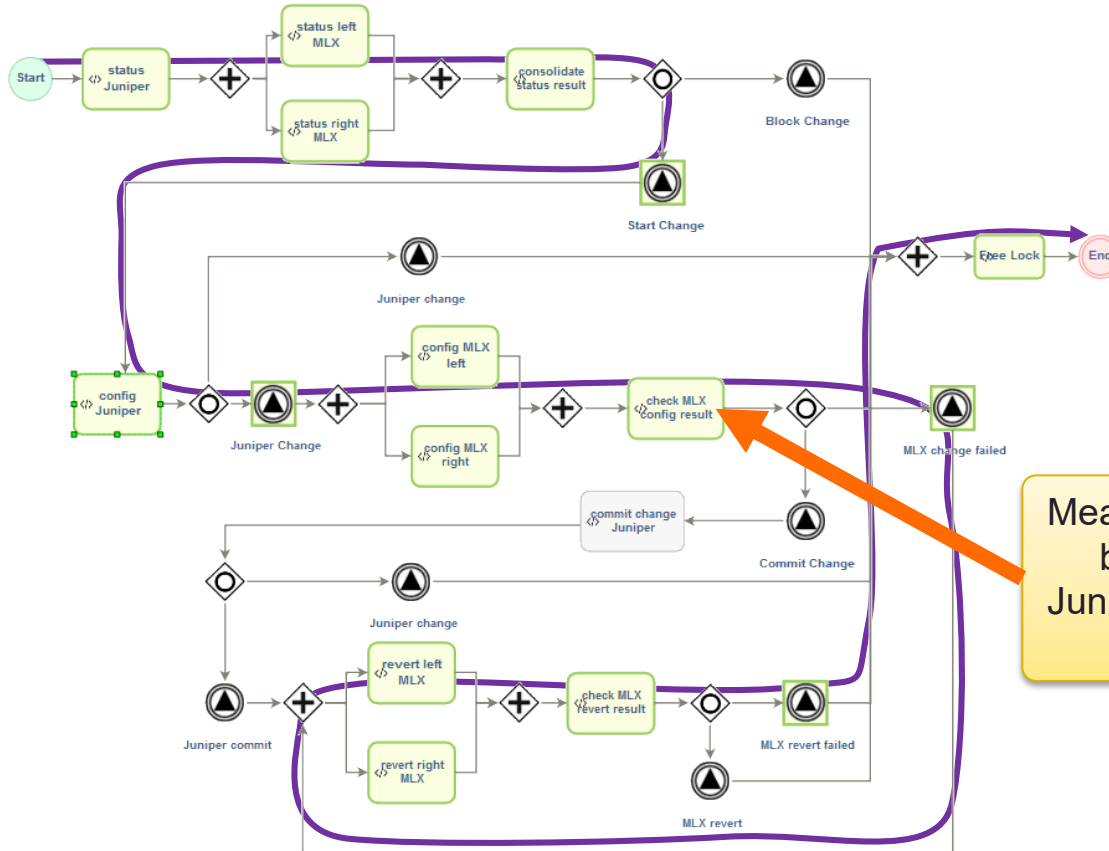 status left
MLX
Start
status
Juniper
consolidate
status result
Block Change
status right
MLX
Start Change
Free Lock
Juniper change
config MLX
left
config
Juniper
Juniper Change
check MLX
config result
MLX change failed
config MLX
right
commit change
Juniper
Commit Change
Juniper change
revert left
MLX
check MLX
revert result
Juniper commit
MLX revert failed
revert right
MLX
MLX revert